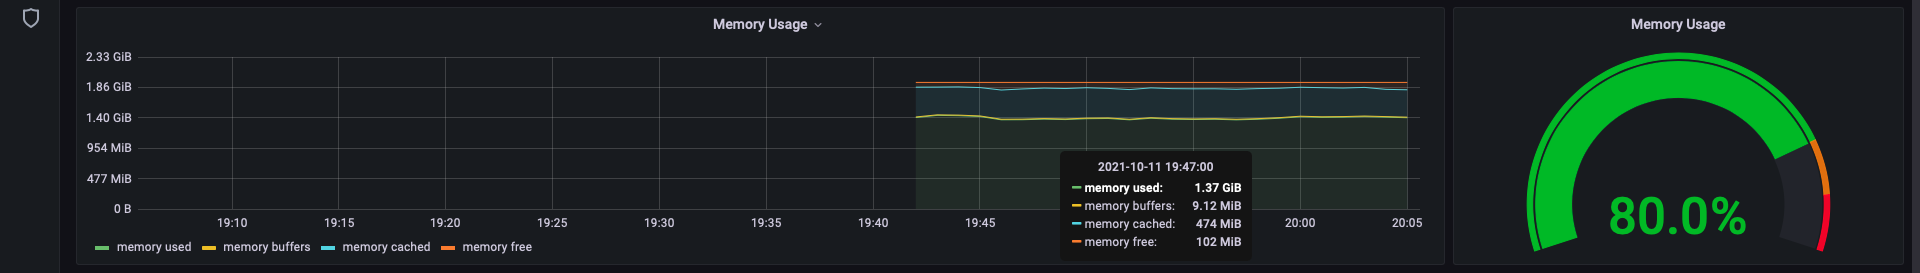 Memory Usage
2.33 GiB
1.86 GiB
1.40 GiB
954 MiB
477 MiB
0 B
19:10 19:15 19:20 19:25 19:30 19:35 19:40 19:45 20:00 20:05
memory used memory buffers memory cached memory free
2021-10-11 19:47:00
memory used: 1.37 GiB
memory buffers: 9.12 MiB
memory cached: 474 MiB
memory free: 102 MiB
Memory Usage
80.0%